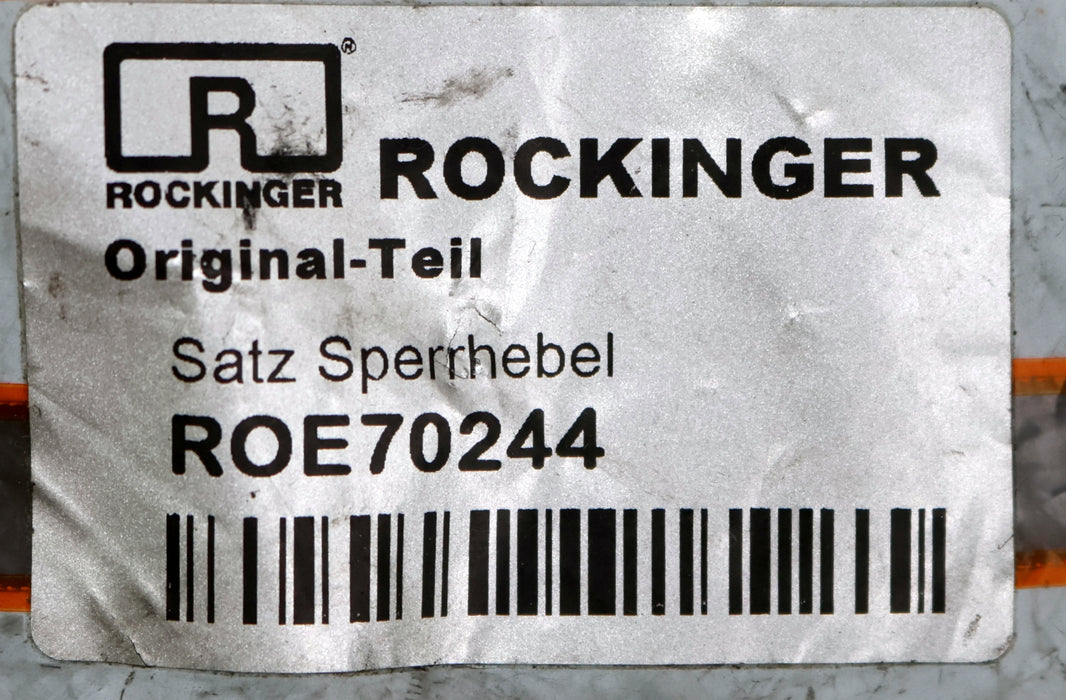 R®
ROCKINGER
ROCKINGER
Original-Teil
Satz Sperrhebel
ROE70244